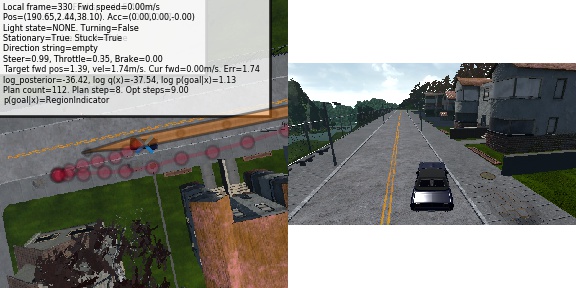 Local frame=330: Fwd speed=0.00m/s
Pos=(190.65,2.44,38.10). Acc=(0.00,0.00,-0.00)
Light state=NONE. Turning=False
Stationary=True: Stuck=True
Direction string=empty
Steer=0.99, Throttle=0.35, Brake=0.00
Target fwd pos=1.39, vel=1.74m/s. Cur fwd=0.00m/s. Err=1.74
log_posterior=-36.42, log q(x)=-37.54, log p(goal|x)=1.13
Plan count=112. Plan step=8. Opt steps=9.00
p(goal|x)=RegionIndicator